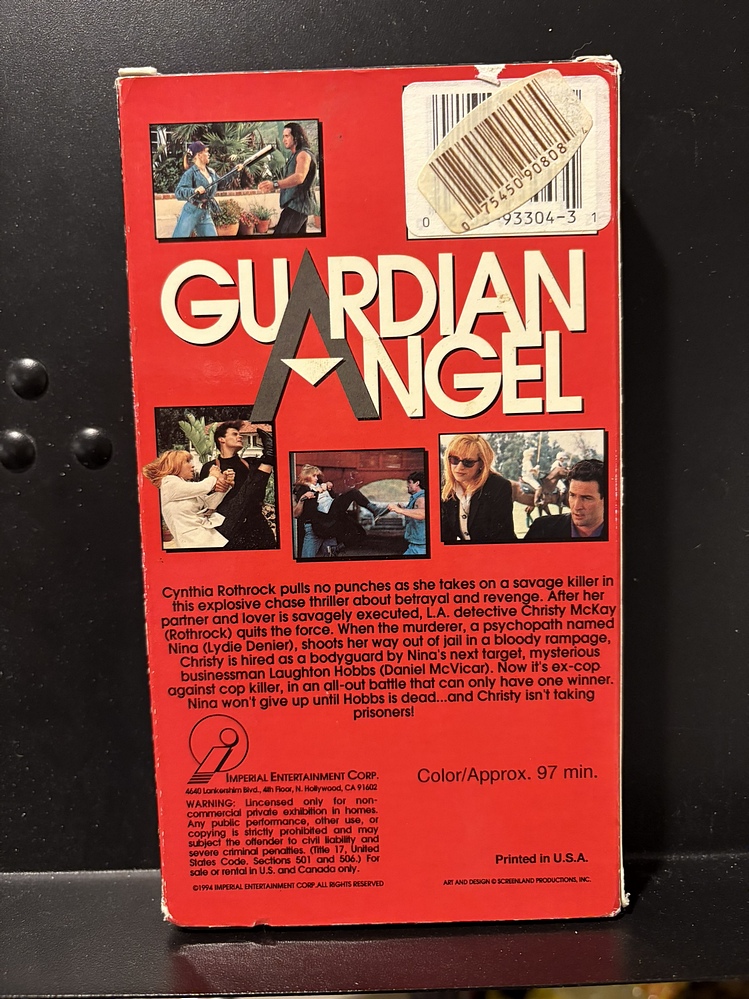 0 75450 90808 2
0
93304-3 1
GUARDIAN
ANGEL
Cynthia Rothrock pulls no punches as she takes on a savage killer in
this explosive chase thriller about betrayal and revenge. After her
partner and lover is savagely executed, L.A. detective Christy McKay
(Rothrock) quits the force. When the murderer, a psychopath named
Nina (Lydie Denier), shoots her way out of jail in a bloody rampage,
Christy is hired as a bodyguard by Nina's next target, mysterious
businessman Laughton Hobbs (Daniel McVicar). Now it's ex-cop
against cop killer, in an all-out battle that can only have one winner.
Nina won't give up until Hobbs is dead...and Christy isn't taking
prisoners!
IMPERIAL ENTERTAINMENT CORP.
4640 Lankershim Blvd., 4th Floor, N. Hollywood, CA 91602
Color/Approx. 97 min.
WARNING: Lincensed only for non-
commercial private exhibition in homes.
Any public performance, other use, or
copying is strictly prohibited and may
subject the offender to civil liability and
severe criminal penalties. (Title 17, United
States Code. Sections 501 and 506.) For
sale or rental in U.S. and Canada only.
Printed in U.S.A.
©1994 IMPERIAL ENTERTAINMENT CORP. ALL RIGHTS RESERVED
ART AND DESIGN © SCREENLAND PRODUCTIONS, INC.